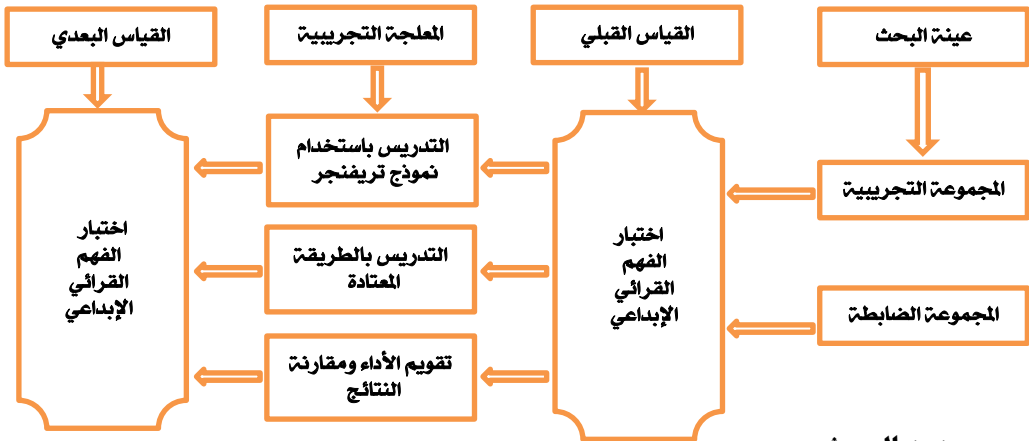 عينة البحث
القياس القبلي
المعلجة التجريبية
القياس البعدي
المجموعة التجريبية
المجموعة الضابطة
اختبار
الفهم
القرائي
الإبداعي
التدريس باستخدام
نموذج تريفنجر
التدريس بالطريقة
المعتادة
تقويم الأداء ومقارنة
النتائج
اختبار
الفهم
القرائي
الإبداعي